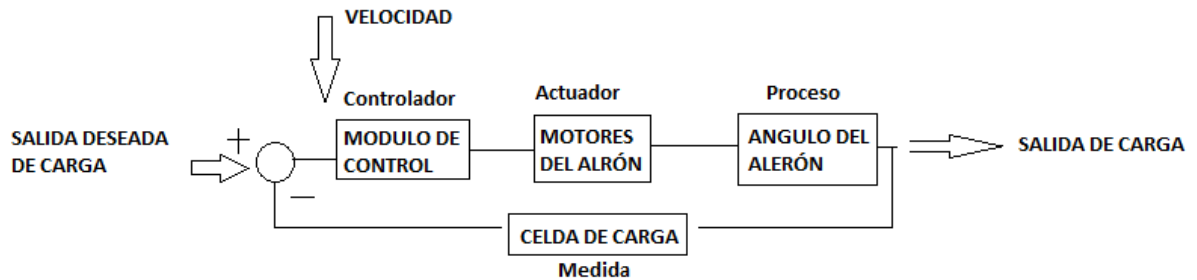 VELOCIDAD
Controlador
Actuador
Proceso
SALIDA DESEADA
DE CARGA
+
MODULO DE
CONTROL
MOTORES
DEL ALRÓN
ANGULO DEL
ALERÓN
SALIDA DE CARGA
—
CELDA DE CARGA
Medida